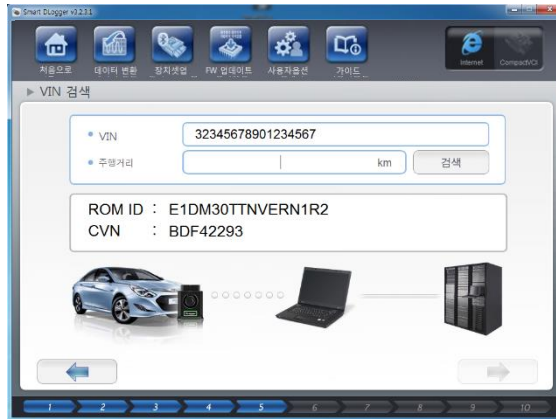 Smart DLogger v3.2.3.1
처음으로 데이터 변환 장치셋업 FW 업데이트 사용자옵션 가이드 Internet CompactVCI
▶ VIN 검색
• VIN 32345678901234567
• 주행거리 km 검색
ROM ID : E1DM30TTNVERN1R2
CVN : BDF42293
1 2 3 4 5 6 7 8 9 10